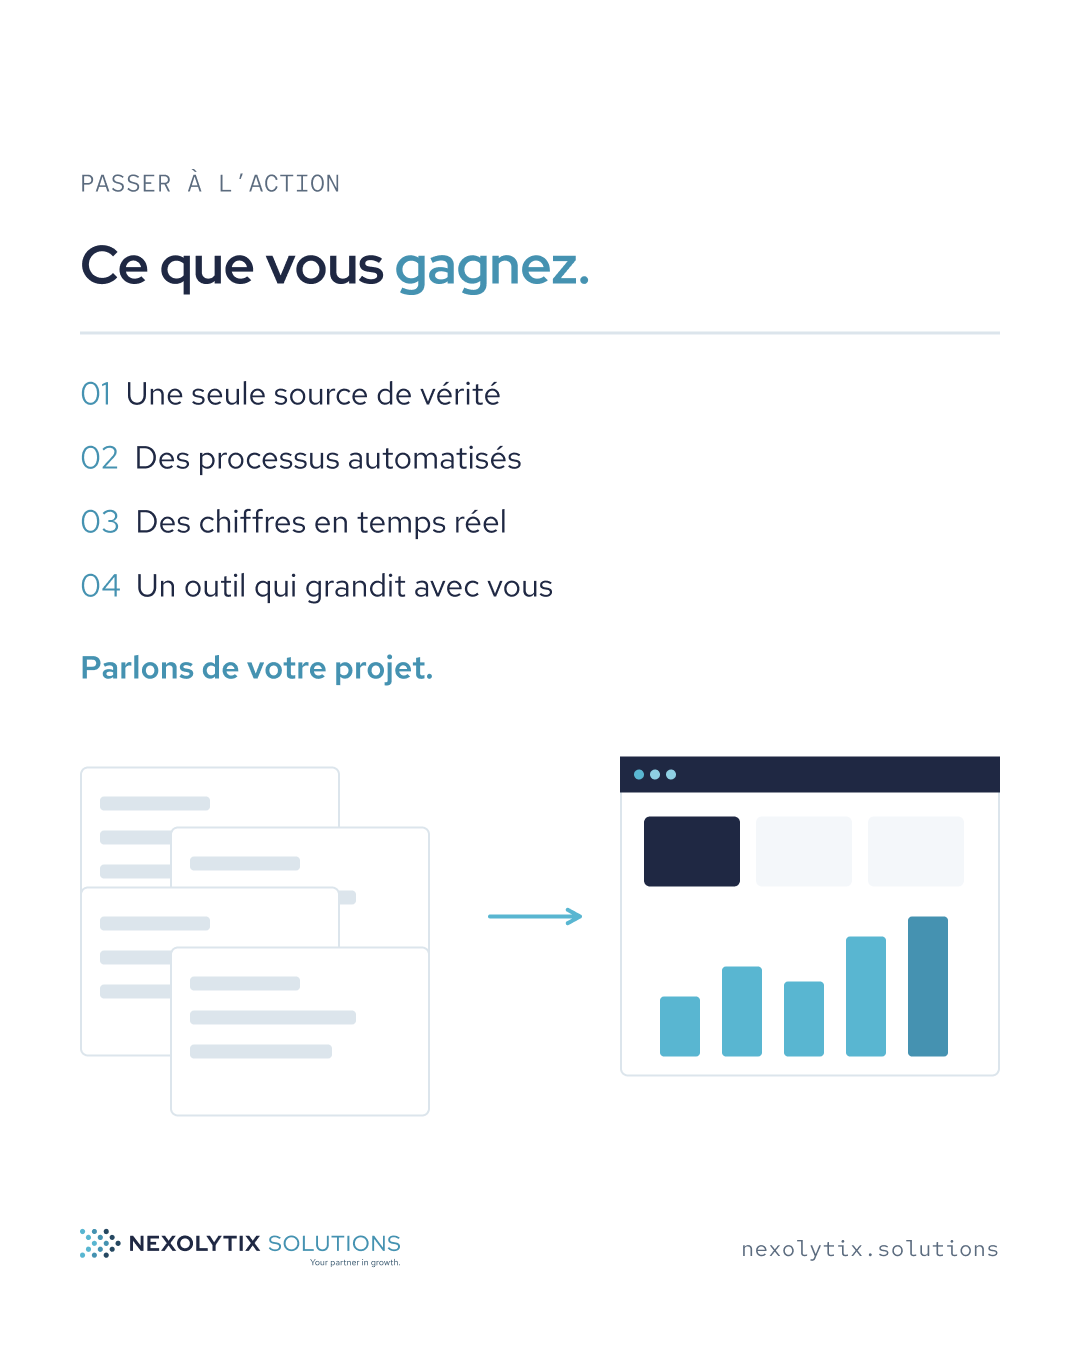 PASSER À L’ACTION
Ce que vous gagnez.
01 Une seule source de vérité
02 Des processus automatisés
03 Des chiffres en temps réel
04 Un outil qui grandit avec vous
Parlons de votre projet.
NEXOLYTIX SOLUTIONS
Your partner in growth.
nexolytix.solutions